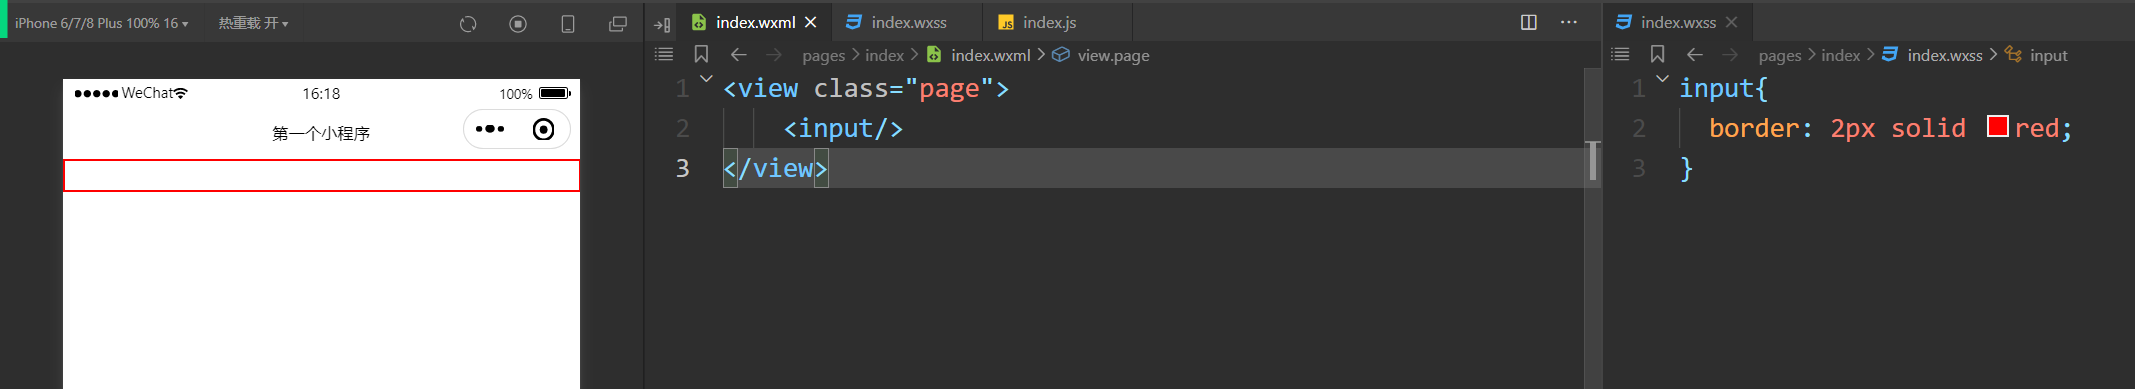 iPhone 6/7/8 Plus 100% 16
热重载 开
WeChat
16:18
100%
第一个小程序
index.wxml
index.wxss
index.js
pages > index > index.wxml > view.page
1 <view class="page">
2 <input/>
3 </view>
index.wxss
pages > index > index.wxss > input
1 input{
2 border: 2px solid red;
3 }